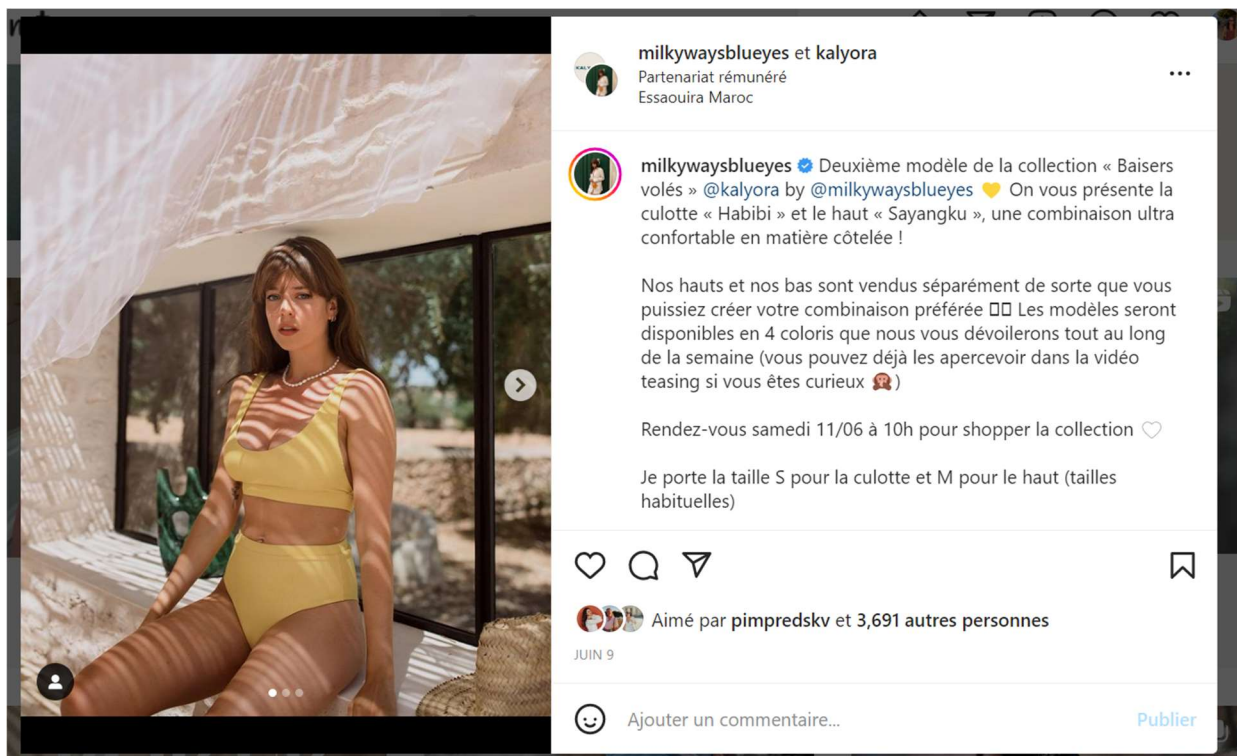 milkywaysblueyes et kalyora
Partenariat rémunéré
Essaouira Maroc
milkywaysblueyes Deuxième modèle de la collection « Baisers
volés » @kalyora by @milkywaysblueyes 💛 On vous présente la
culotte « Habibi » et le haut « Sayangku », une combinaison ultra
confortable en matière côtelée !
Nos hauts et nos bas sont vendus séparément de sorte que vous
puissiez créer votre combinaison préférée 🫶🏻 Les modèles seront
disponibles en 4 coloris que nous vous dévoilerons tout au long
de la semaine (vous pouvez déjà les apercevoir dans la vidéo
teasing si vous êtes curieux 🙊)
Rendez-vous samedi 11/06 à 10h pour shopper la collection 🤍
Je porte la taille S pour la culotte et M pour le haut (tailles
habituelles)
Aimé par pimpredskv et 3,691 autres personnes
JUIN 9
Ajouter un commentaire...
Publier